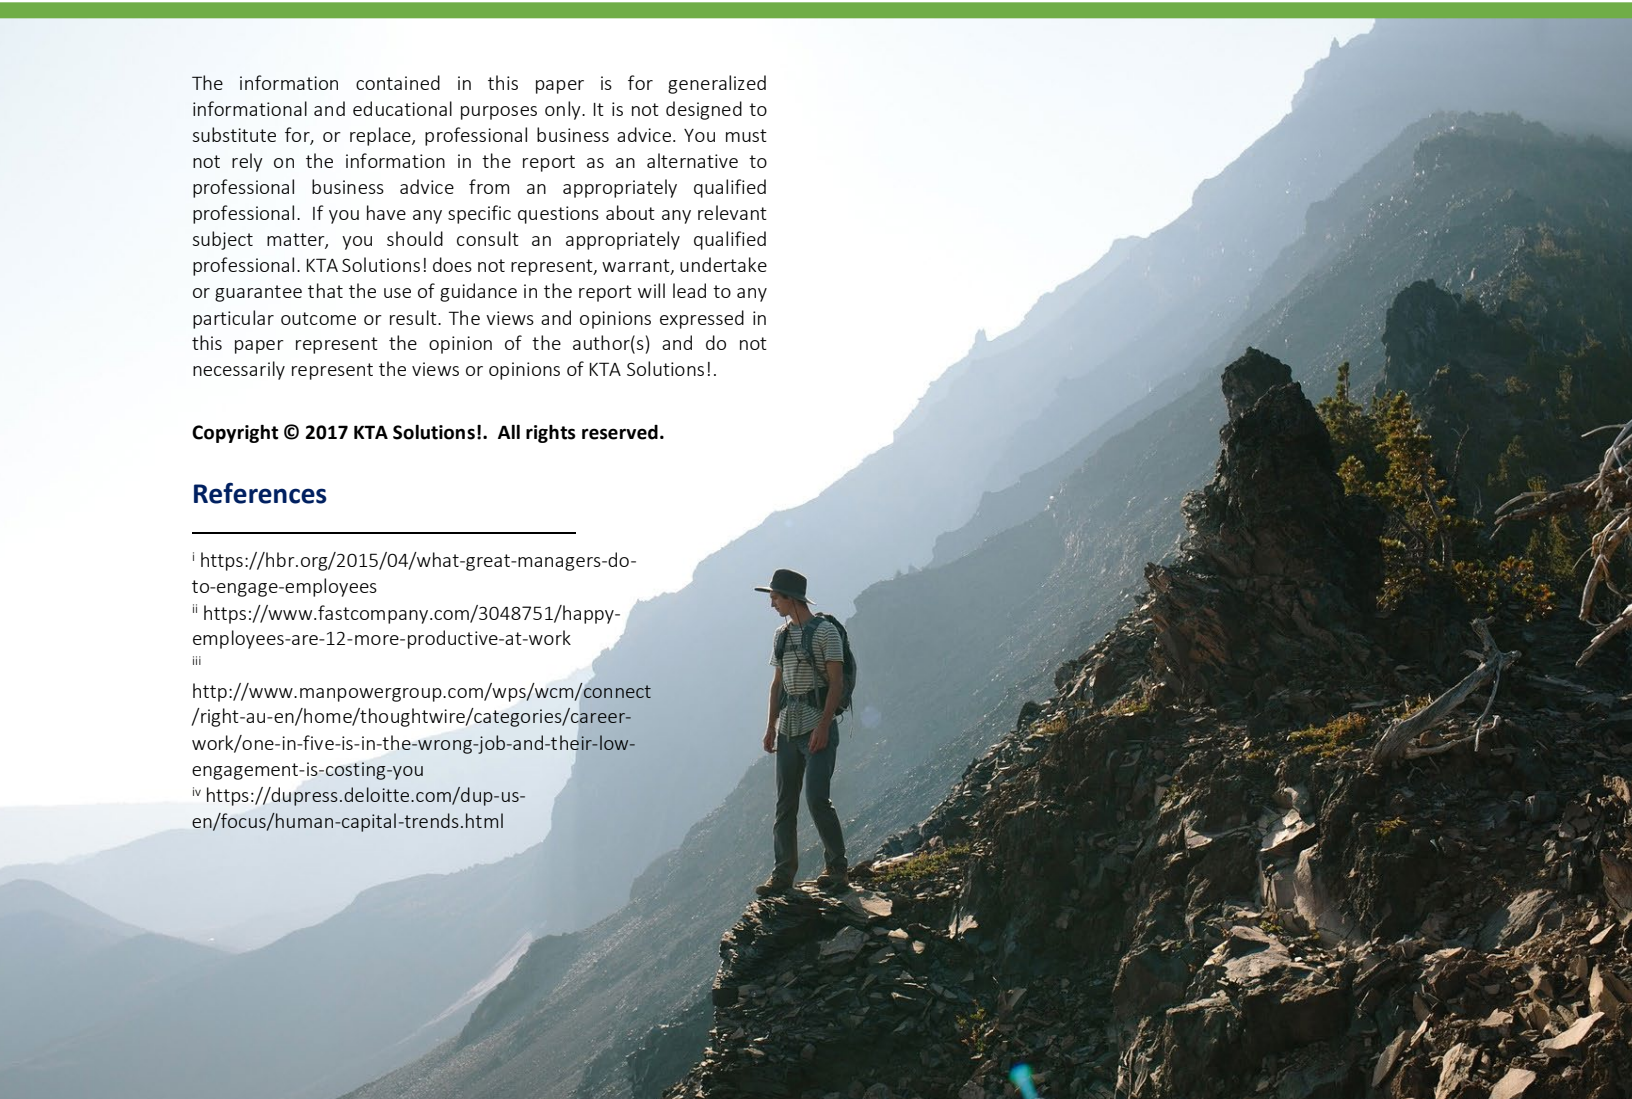 The information contained in this paper is for generalized
informational and educational purposes only. It is not designed to
substitute for, or replace, professional business advice. You must
not rely on the information in the report as an alternative to
professional business advice from an appropriately qualified
professional.  If you have any specific questions about any relevant
subject matter, you should consult an appropriately qualified
professional. KTA Solutions! does not represent, warrant, undertake
or guarantee that the use of guidance in the report will lead to any
particular outcome or result. The views and opinions expressed in
this paper represent the opinion of the author(s) and do not
necessarily represent the views or opinions of KTA Solutions!.
Copyright © 2017 KTA Solutions!.  All rights reserved.
References
i https://hbr.org/2015/04/what-great-managers-do-
to-engage-employees
ii https://www.fastcompany.com/3048751/happy-
employees-are-12-more-productive-at-work
iii
http://www.manpowergroup.com/wps/wcm/connect
/right-au-en/home/thoughtwire/categories/career-
work/one-in-five-is-in-the-wrong-job-and-their-low-
engagement-is-costing-you
iv https://dupress.deloitte.com/dup-us-
en/focus/human-capital-trends.html